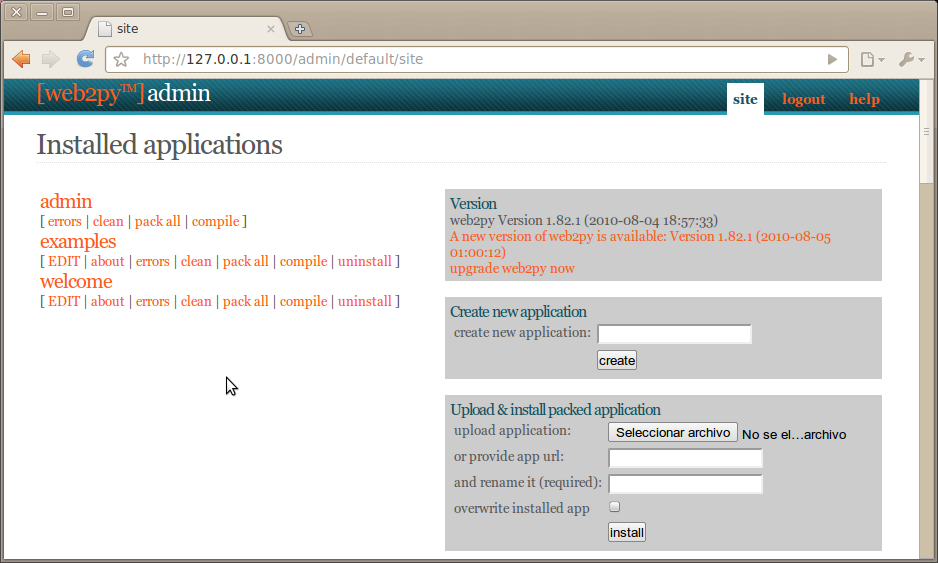 site
http://127.0.0.1:8000/admin/default/site
[web2py™] admin
site logout help
Installed applications
admin
[ errors | clean | pack all | compile ]
examples
[ EDIT | about | errors | clean | pack all | compile | uninstall ]
welcome
[ EDIT | about | errors | clean | pack all | compile | uninstall ]
Version
web2py Version 1.82.1 (2010-08-04 18:57:33)
A new version of web2py is available: Version 1.82.1 (2010-08-05
01:00:12)
upgrade web2py now
Create new application
create new application:
create
Upload & install packed application
upload application: Seleccionar archivo No se el...archivo
or provide app url:
and rename it (required):
overwrite installed app
install